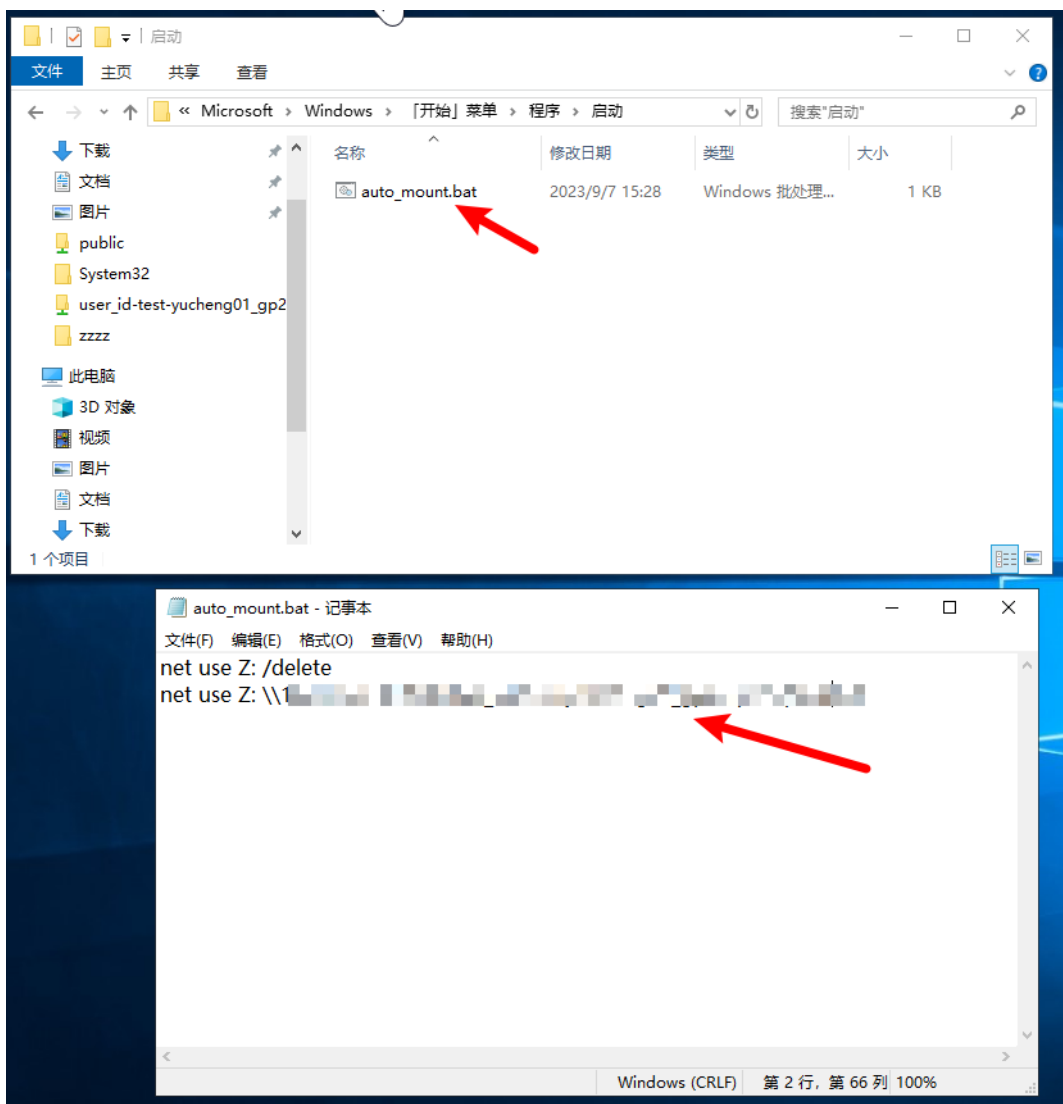 启动
文件 主页 共享 查看
« Microsoft › Windows › 「开始」菜单 › 程序 › 启动
搜索"启动"
下载
文档
图片
public
System32
user_id-test-yucheng01_gp2
zzzz
此电脑
3D 对象
视频
图片
文档
下载
名称 修改日期 类型 大小
auto_mount.bat 2023/9/7 15:28 Windows 批处理... 1 KB
1 个项目
auto_mount.bat - 记事本
文件(F) 编辑(E) 格式(O) 查看(V) 帮助(H)
net use Z: /delete
net use Z: \\1
Windows (CRLF) 第 2 行，第 66 列 100%